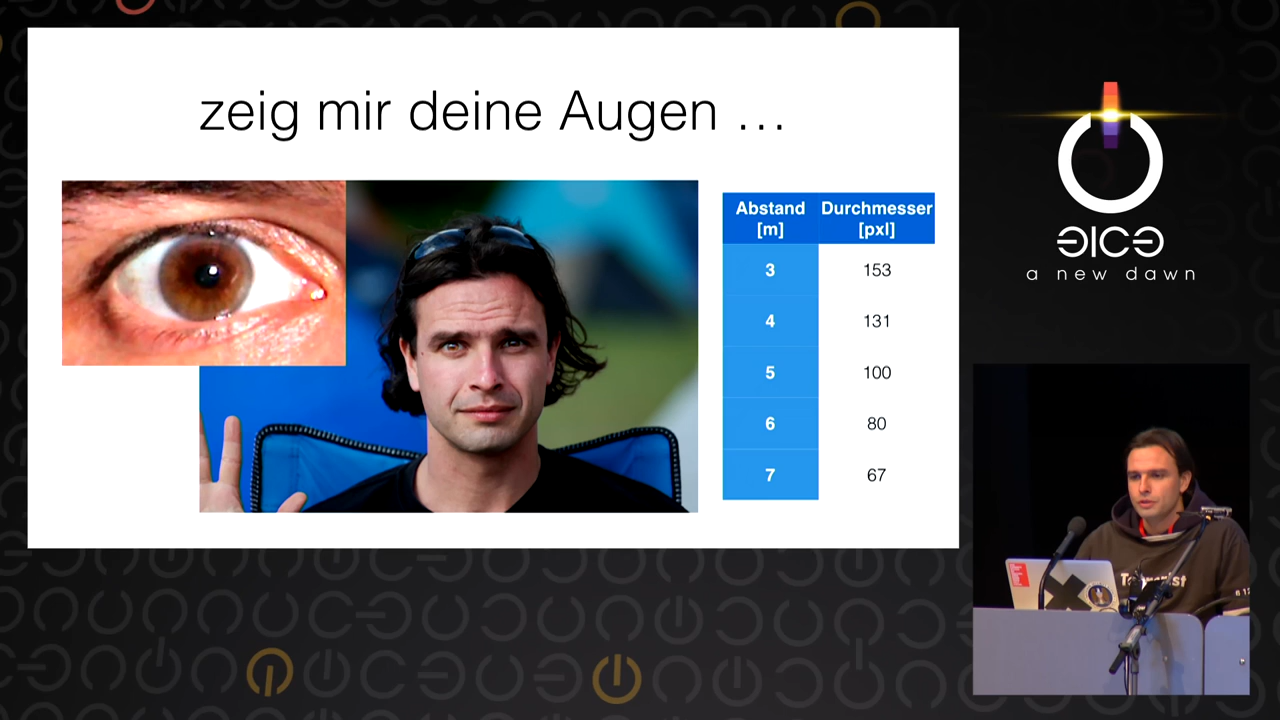 zeig mir deine Augen …
Abstand [m] Durchmesser [pxl]
3 153
4 131
5 100
6 80
7 67
a new dawn